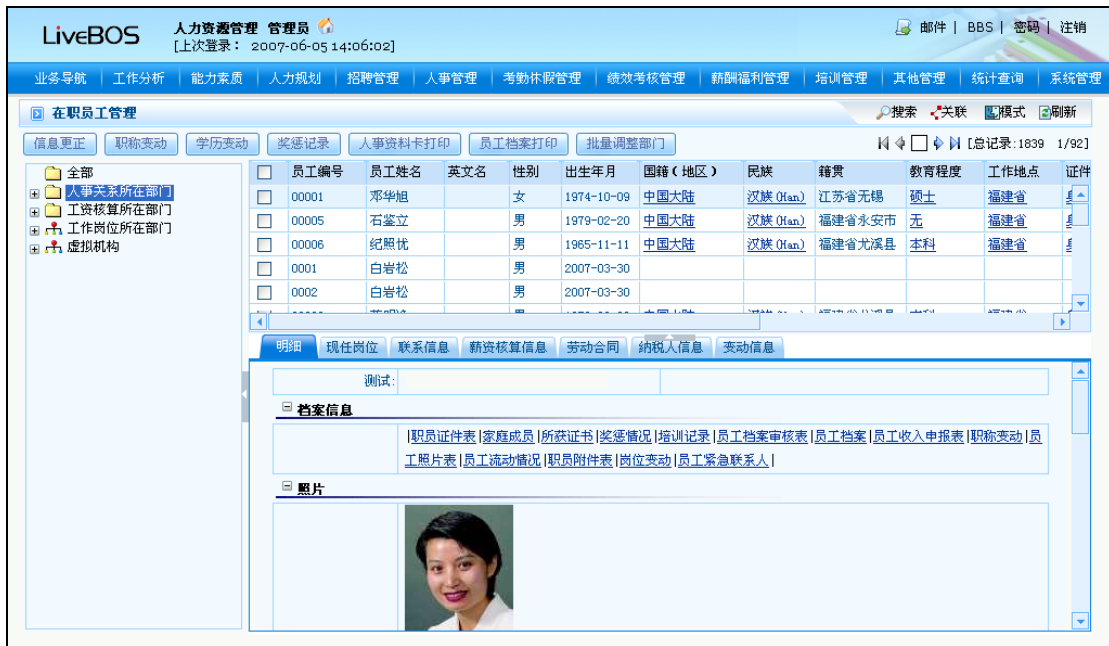 LiveBOS 人力资源管理 管理员 邮件 | BBS | 密码 | 注销
[上次登录： 2007-06-05 14:06:02]
业务导航 工作分析 能力素质 人力规划 招聘管理 人事管理 考勤休假管理 绩效考核管理 薪酬福利管理 培训管理 其他管理 统计查询 系统管理
在职员工管理 搜索 关联 模式 刷新
信息更正 职称变动 学历变动 奖惩记录 人事资料卡打印 员工档案打印 批量调整部门 [总记录:1839 1/92]
全部
人事关系所在部门
工资核算所在部门
工作岗位所在部门
虚拟机构
员工编号 员工姓名 英文名 性别 出生年月 国籍(地区) 民族 籍贯 教育程度 工作地点 证件
00001 邓华旭 女 1974-10-09 中国大陆 汉族(Han) 江苏省无锡 硕士 福建省
00005 石鉴立 男 1979-02-20 中国大陆 汉族(Han) 福建省永安市 无 福建省
00006 纪照忧 男 1965-11-11 中国大陆 汉族(Han) 福建省尤溪县 本科 福建省
0001 白岩松 男 2007-03-30
0002 白岩松 男 2007-03-30
明细 现任岗位 联系信息 薪资核算信息 劳动合同 纳税人信息 变动信息
测试:
档案信息
|职员证件表|家庭成员|所获证书|奖惩情况|培训记录|员工档案审核表|员工档案|员工收入申报表|职称变动|员
工照片表|员工流动情况|职员附件表|岗位变动|员工紧急联系人|
照片